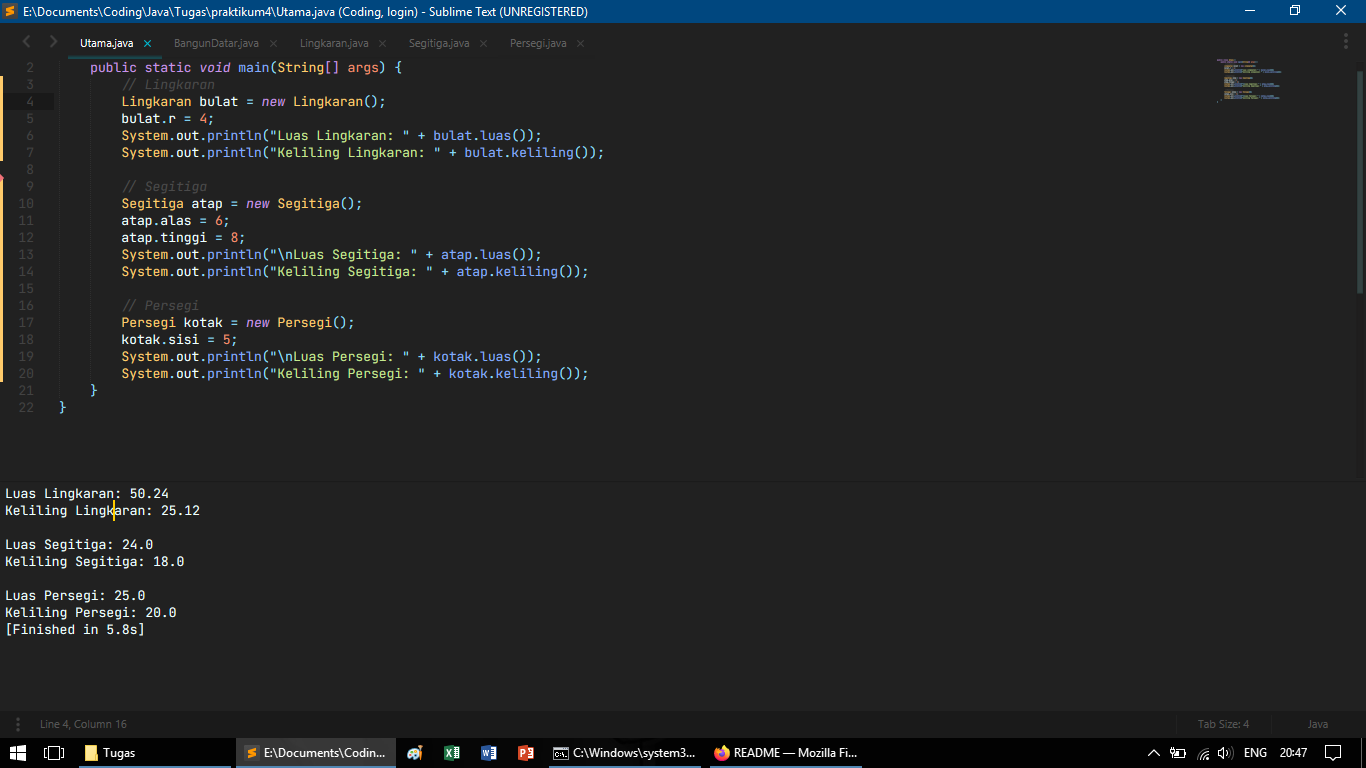 E:\Documents\Coding\Java\Tugas\praktikum4\Utama.java (Coding, login) - Sublime Text (UNREGISTERED)
Utama.java BangunDatar.java Lingkaran.java Segitiga.java Persegi.java
2 public static void main(String[] args) {
3 // Lingkaran
4 Lingkaran bulat = new Lingkaran();
5 bulat.r = 4;
6 System.out.println("Luas Lingkaran: " + bulat.luas());
7 System.out.println("Keliling Lingkaran: " + bulat.keliling());
8
9 // Segitiga
10 Segitiga atap = new Segitiga();
11 atap.alas = 6;
12 atap.tinggi = 8;
13 System.out.println("\nLuas Segitiga: " + atap.luas());
14 System.out.println("Keliling Segitiga: " + atap.keliling());
15
16 // Persegi
17 Persegi kotak = new Persegi();
18 kotak.sisi = 5;
19 System.out.println("\nLuas Persegi: " + kotak.luas());
20 System.out.println("Keliling Persegi: " + kotak.keliling());
21 }
22 }
Luas Lingkaran: 50.24
Keliling Lingkaran: 25.12
Luas Segitiga: 24.0
Keliling Segitiga: 18.0
Luas Persegi: 25.0
Keliling Persegi: 20.0
[Finished in 5.8s]
Line 4, Column 16 Tab Size: 4 Java
Tugas E:\Documents\Codin... C:\Windows\system3... README — Mozilla Fi... ENG 20:47